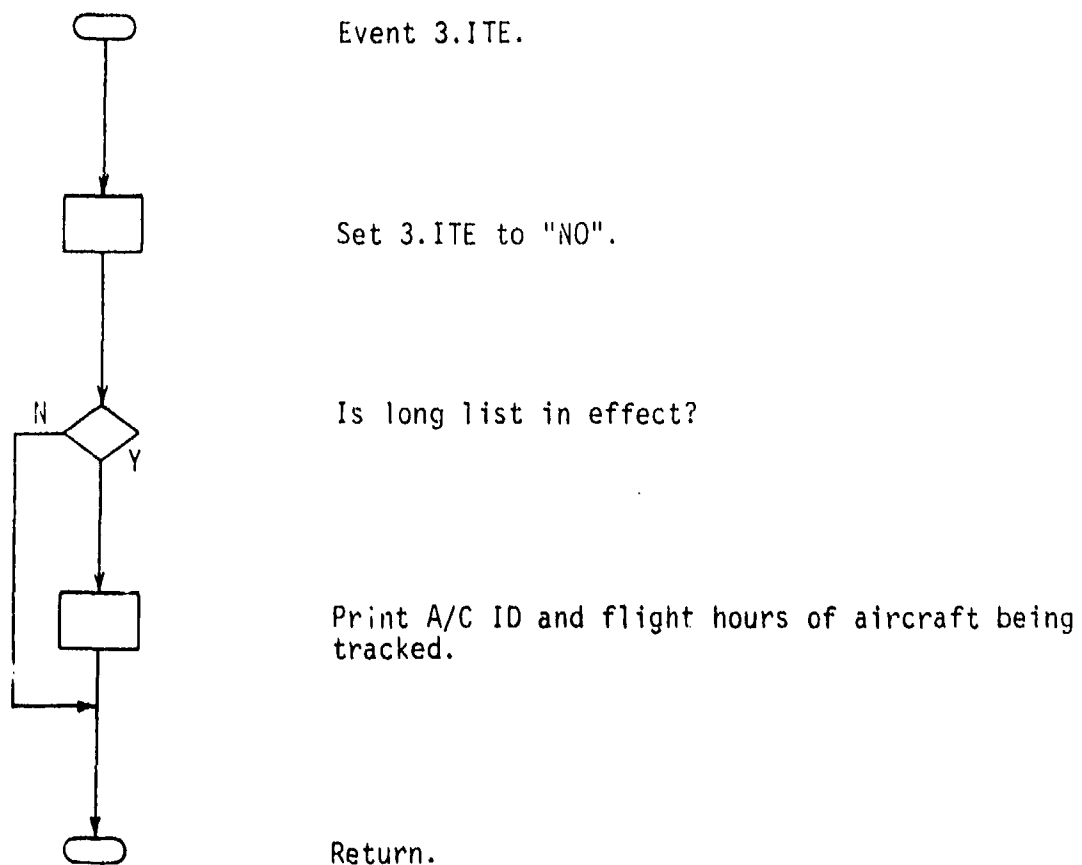 Event 3.ITE.
Set 3.ITE to "NO".
N
Is long list in effect?
Y
Print A/C ID and flight hours of aircraft being
tracked.
Return.